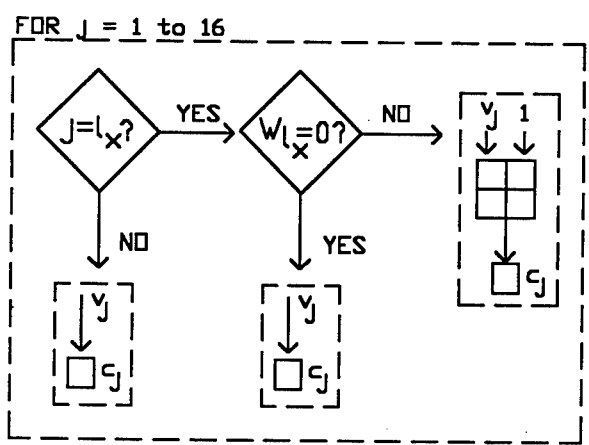 FOR J = 1 to 16
J=lx?
YES
Wlx=0?
NO
vj 1
cj
NO
vj
cj
YES
vj
cj